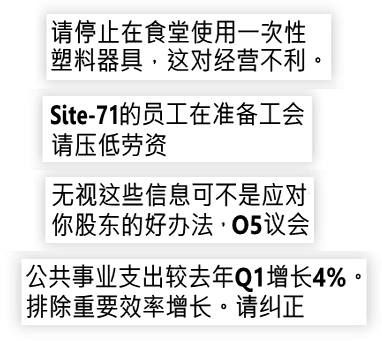 请停止在食堂使用一次性
塑料器具，这对经营不利。
Site-71的员工在准备工会
请压低劳资
无视这些信息可不是应对
你股东的好办法，O5议会
公共事业支出较去年Q1增长4%。
排除重要效率增长。请纠正